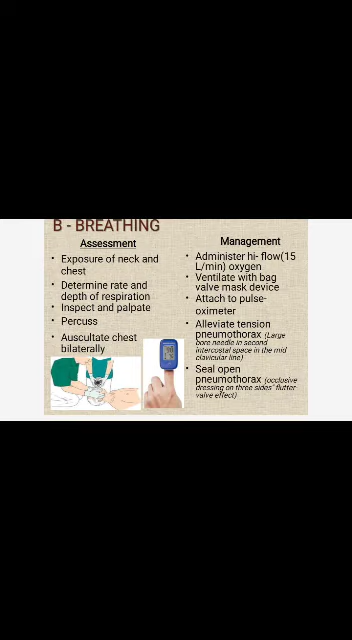 B - BREATHING
Assessment
• Exposure of neck and
chest
• Determine rate and
depth of respiration
• Inspect and palpate
• Percuss
• Auscultate chest
bilaterally
Management
• Administer hi- flow(15
L/min) oxygen
• Ventilate with bag
valve mask device
• Attach to pulse-
oximeter
• Alleviate tension
pneumothorax (Large
bore needle in second
intercostal space in the mid
clavicular line)
• Seal open
pneumothorax (occlusive
dressing on three sides" flutter
valve effect)